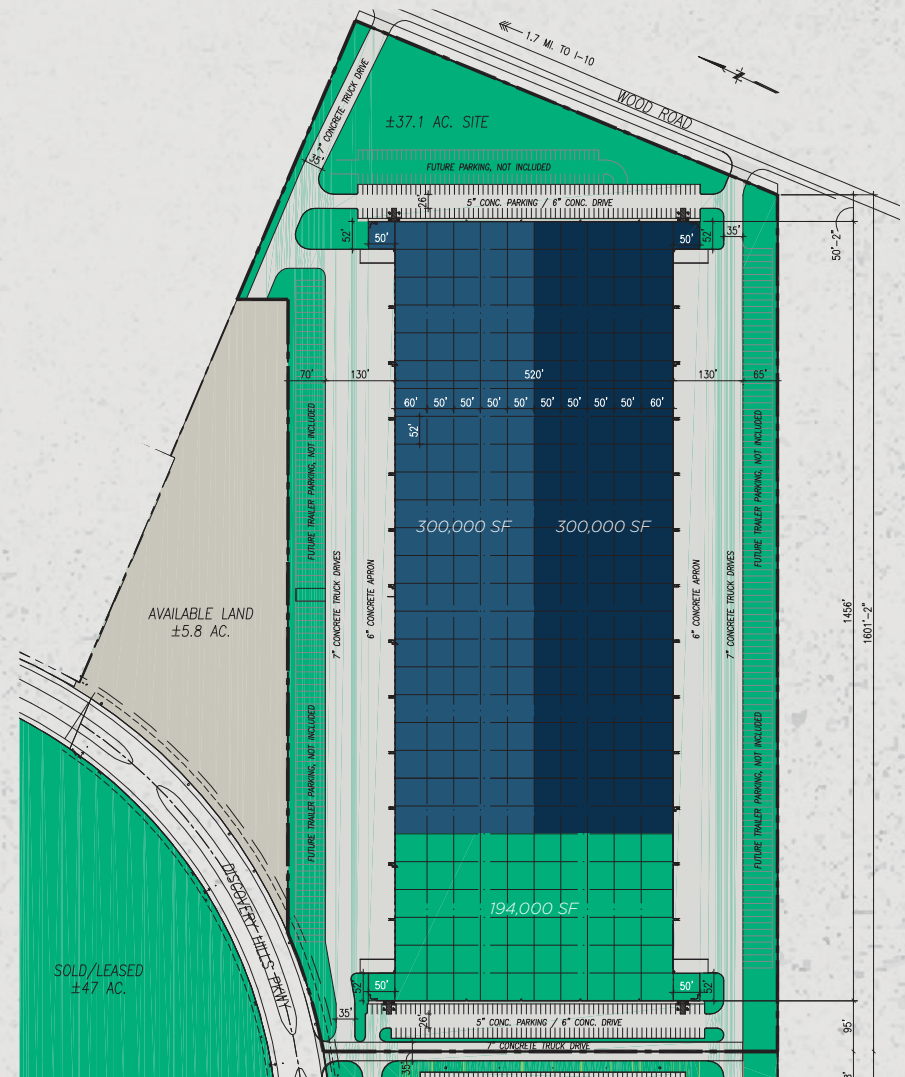 1.7 MI. TO I-10
WOOD ROAD
7" CONCRETE TRUCK DRIVE
±37.1 AC. SITE
FUTURE PARKING, NOT INCLUDED
26'
5" CONC. PARKING / 6" CONC. DRIVE
52'
50'
50'
52'
35'
50'-2"
70'
130'
520'
130'
65'
60'
50'
50'
50'
50'
50'
50'
50'
50'
60'
52'
FUTURE TRAILER PARKING, NOT INCLUDED
FUTURE TRAILER PARKING, NOT INCLUDED
300,000 SF
300,000 SF
7" CONCRETE TRUCK DRIVES
6" CONCRETE APRON
6" CONCRETE APRON
7" CONCRETE TRUCK DRIVES
1456'
1601'-2"
AVAILABLE LAND
±5.8 AC.
FUTURE TRAILER PARKING, NOT INCLUDED
FUTURE TRAILER PARKING, NOT INCLUDED
DISCOVERY HILLS PKWY
194,000 SF
SOLD/LEASED
±47 AC.
52'
50'
50'
52'
35'
26'
5" CONC. PARKING / 6" CONC. DRIVE
95'
7" CONCRETE TRUCK DRIVE
35'